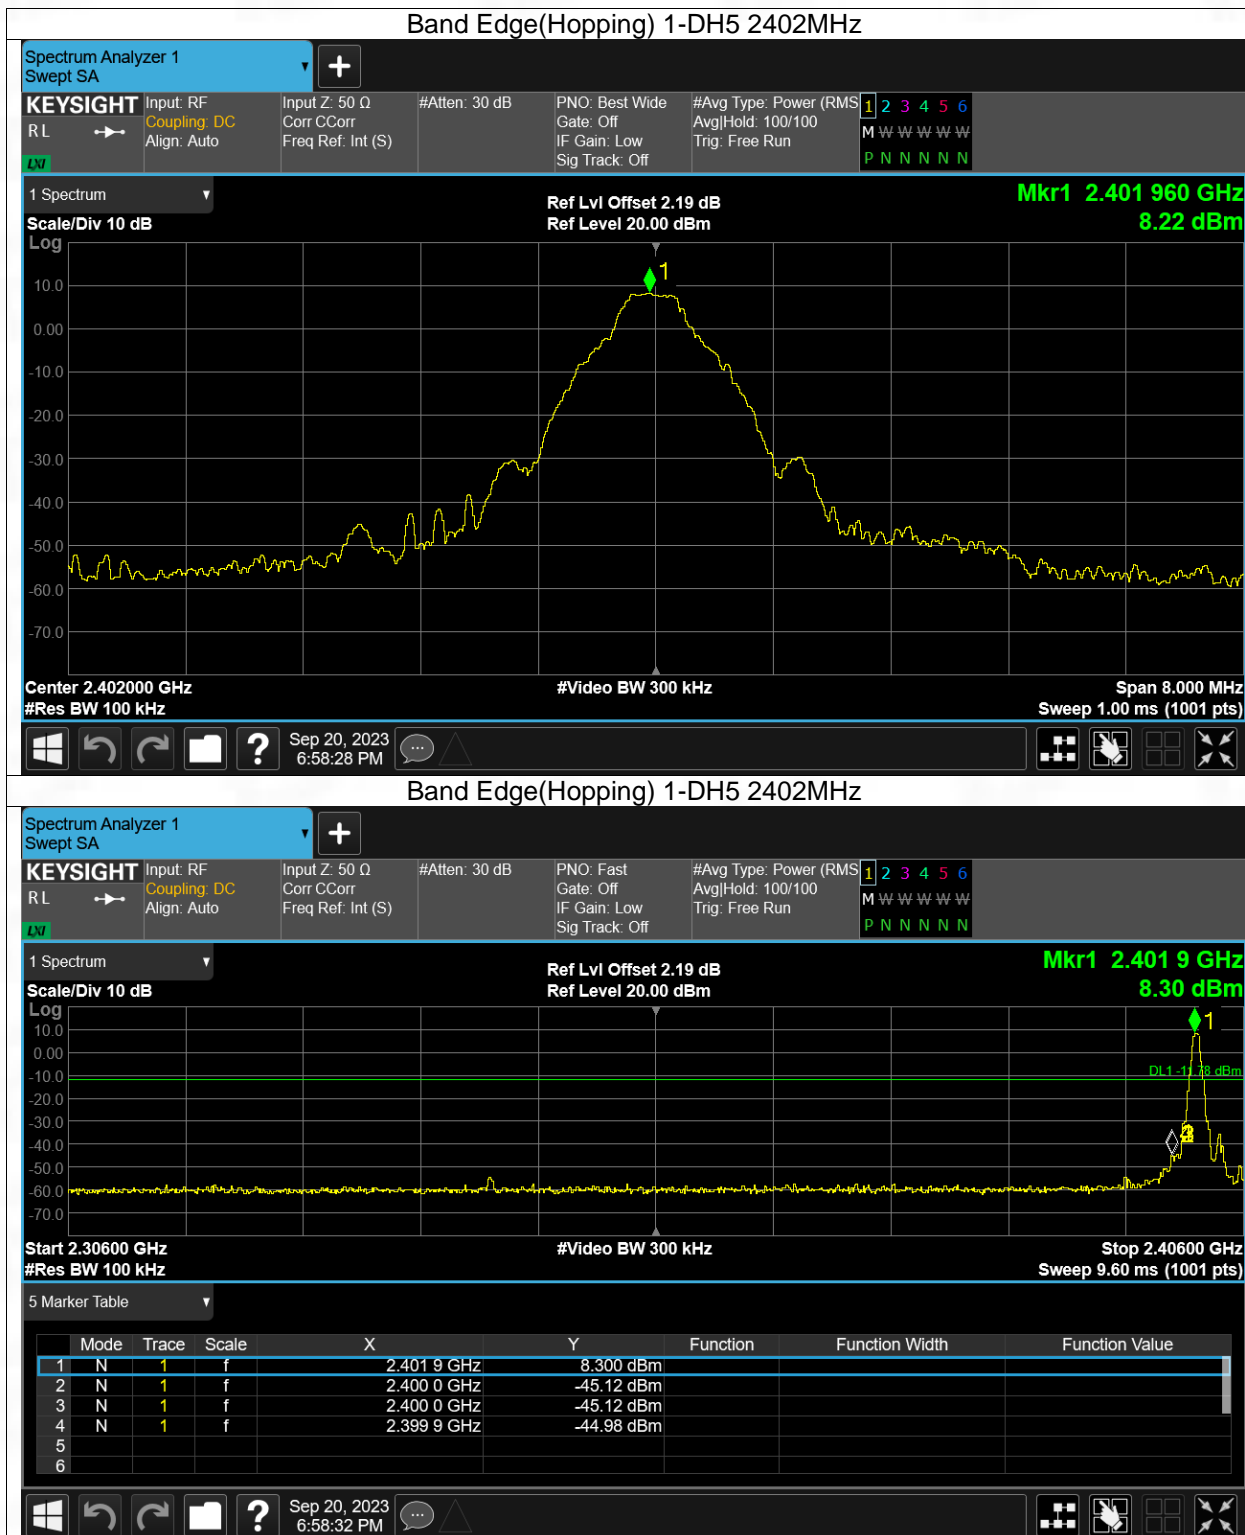 Band Edge(Hopping) 1-DH5 2402MHz
Spectrum Analyzer 1
Swept SA
KEYSIGHT
R L
LXI
Input: RF
Coupling: DC
Align: Auto
Input Z: 50 Ω
Corr CCorr
Freq Ref: Int (S)
#Atten: 30 dB
PNO: Best Wide
Gate: Off
IF Gain: Low
Sig Track: Off
#Avg Type: Power (RMS
Avg|Hold: 100/100
Trig: Free Run
1 2 3 4 5 6
M W W W W W
P N N N N N
1 Spectrum
Scale/Div 10 dB
Ref Lvl Offset 2.19 dB
Ref Level 20.00 dBm
Mkr1 2.401 960 GHz
8.22 dBm
Log
1
10.0
0.00
-10.0
-20.0
-30.0
-40.0
-50.0
-60.0
-70.0
Center 2.402000 GHz
#Video BW 300 kHz
Span 8.000 MHz
#Res BW 100 kHz
Sweep 1.00 ms (1001 pts)
?
Sep 20, 2023
6:58:28 PM
Band Edge(Hopping) 1-DH5 2402MHz
Spectrum Analyzer 1
Swept SA
KEYSIGHT
R L
LXI
Input: RF
Coupling: DC
Align: Auto
Input Z: 50 Ω
Corr CCorr
Freq Ref: Int (S)
#Atten: 30 dB
PNO: Fast
Gate: Off
IF Gain: Low
Sig Track: Off
#Avg Type: Power (RMS
Avg|Hold: 100/100
Trig: Free Run
1 2 3 4 5 6
M W W W W W
P N N N N N
1 Spectrum
Scale/Div 10 dB
Ref Lvl Offset 2.19 dB
Ref Level 20.00 dBm
Mkr1 2.401 9 GHz
8.30 dBm
Log
1
10.0
0.00
-10.0
DL1 -11.78 dBm
-20.0
-30.0
-40.0
-50.0
-60.0
-70.0
Start 2.30600 GHz
#Video BW 300 kHz
Stop 2.40600 GHz
#Res BW 100 kHz
Sweep 9.60 ms (1001 pts)
5 Marker Table
Mode Trace Scale X Y Function Function Width Function Value
1 N 1 f 2.401 9 GHz 8.300 dBm
2 N 1 f 2.400 0 GHz -45.12 dBm
3 N 1 f 2.400 0 GHz -45.12 dBm
4 N 1 f 2.399 9 GHz -44.98 dBm
5
6
?
Sep 20, 2023
6:58:32 PM